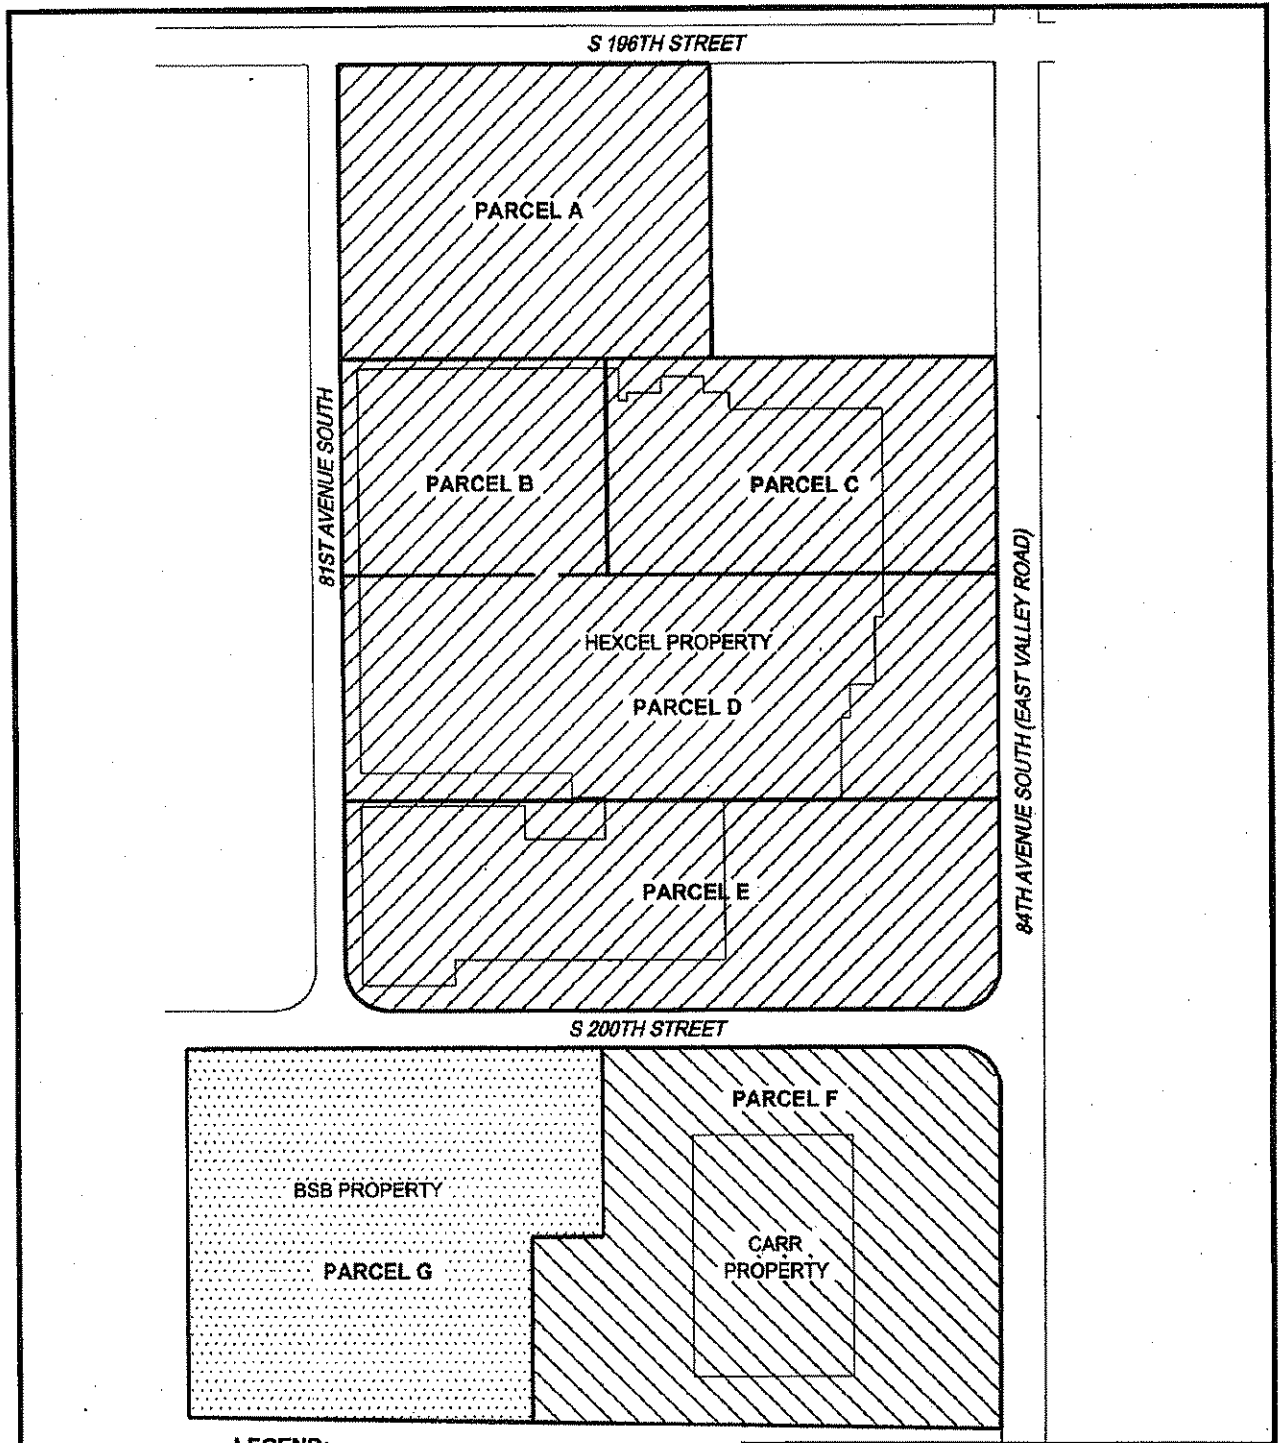 S 196TH STREET
PARCEL A
81ST AVENUE SOUTH
PARCEL B
PARCEL C
HEXCEL PROPERTY
PARCEL D
84TH AVENUE SOUTH (EAST VALLEY ROAD)
PARCEL E
S 200TH STREET
PARCEL F
BSB PROPERTY
CARR
PROPERTY
PARCEL G
LEGEND: